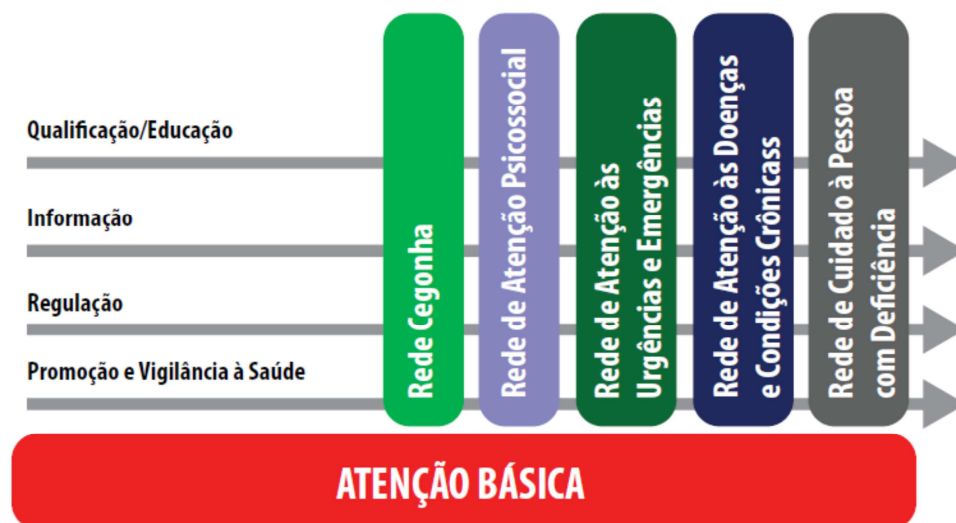 Qualificação/Educação
Informação
Regulação
Promoção e Vigilância à Saúde
Rede Cegonha
Rede de Atenção Psicossocial
Rede de Atenção às
Urgências e Emergências
Rede de Atenção às Doenças
e Condições Crônicass
Rede de Cuidado à Pessoa
com Deficiência
ATENÇÃO BÁSICA